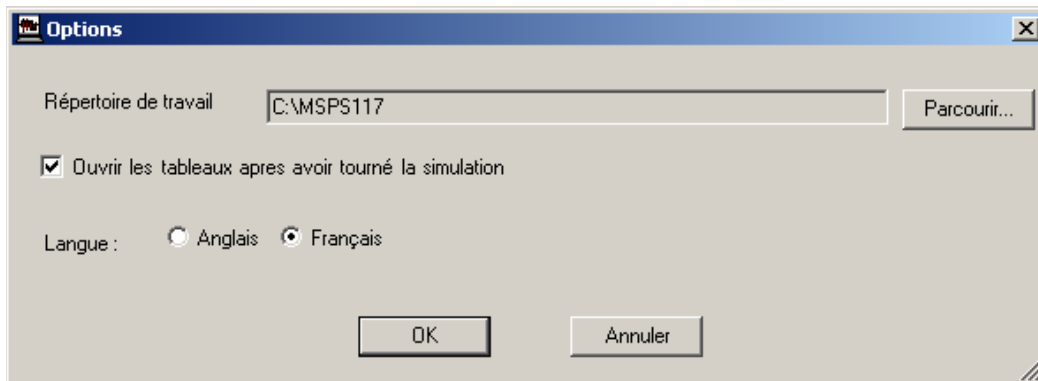 Options
Répertoire de travail C:\MSPS117 Parcourir...
Ouvrir les tableaux apres avoir tourné la simulation
Langue : Anglais Français
OK Annuler